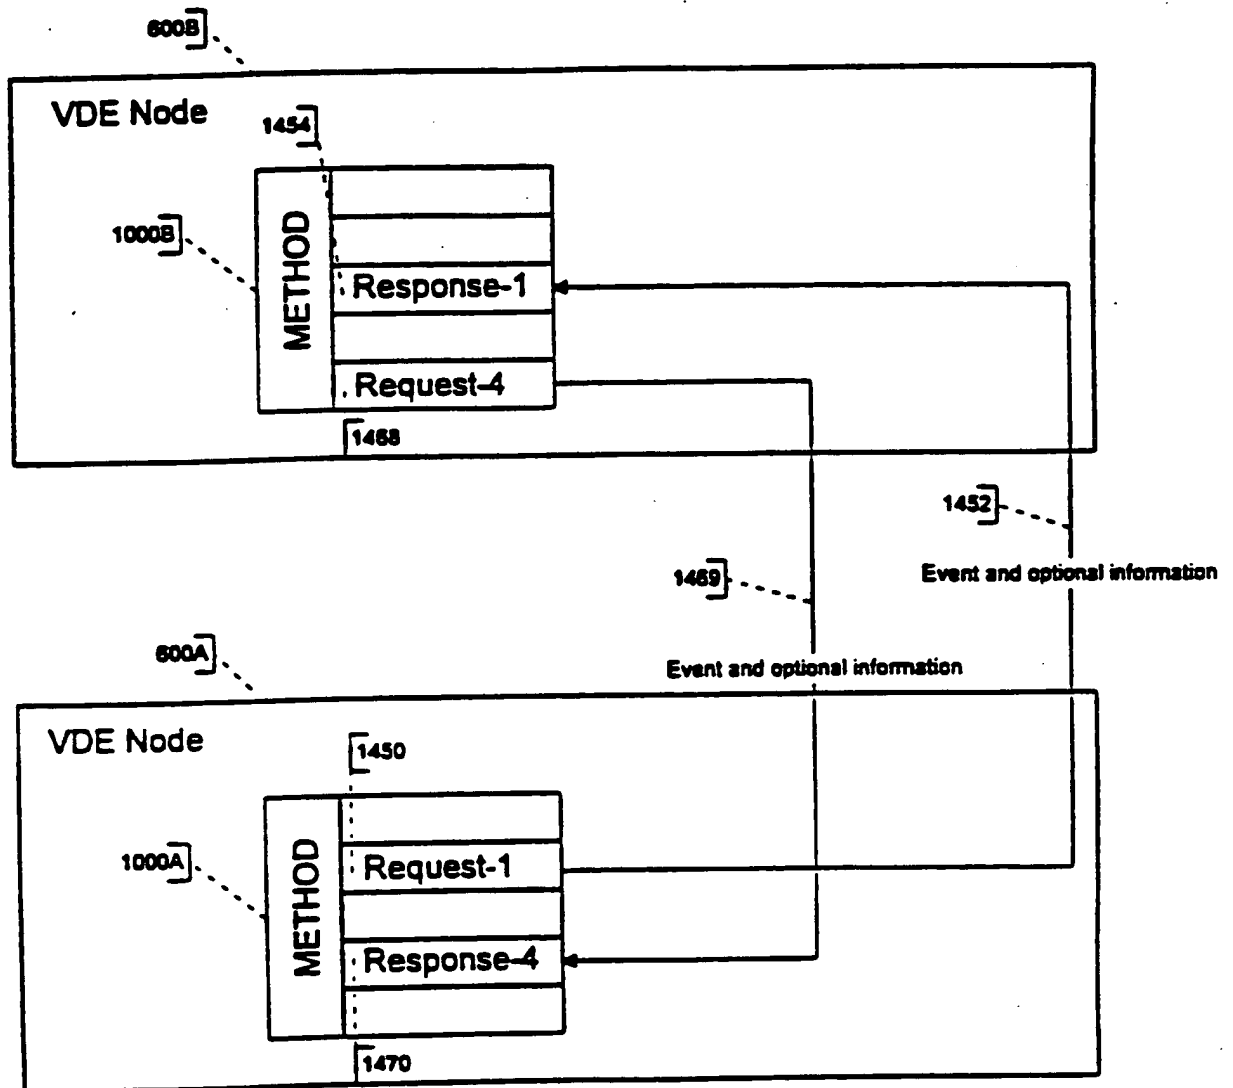 600B
VDE Node
1454
1000B
METHOD
Response-1
Request-4
1468
1452
Event and optional information
1469
Event and optional information
600A
VDE Node
1450
1000A
METHOD
Request-1
Response-4
1470